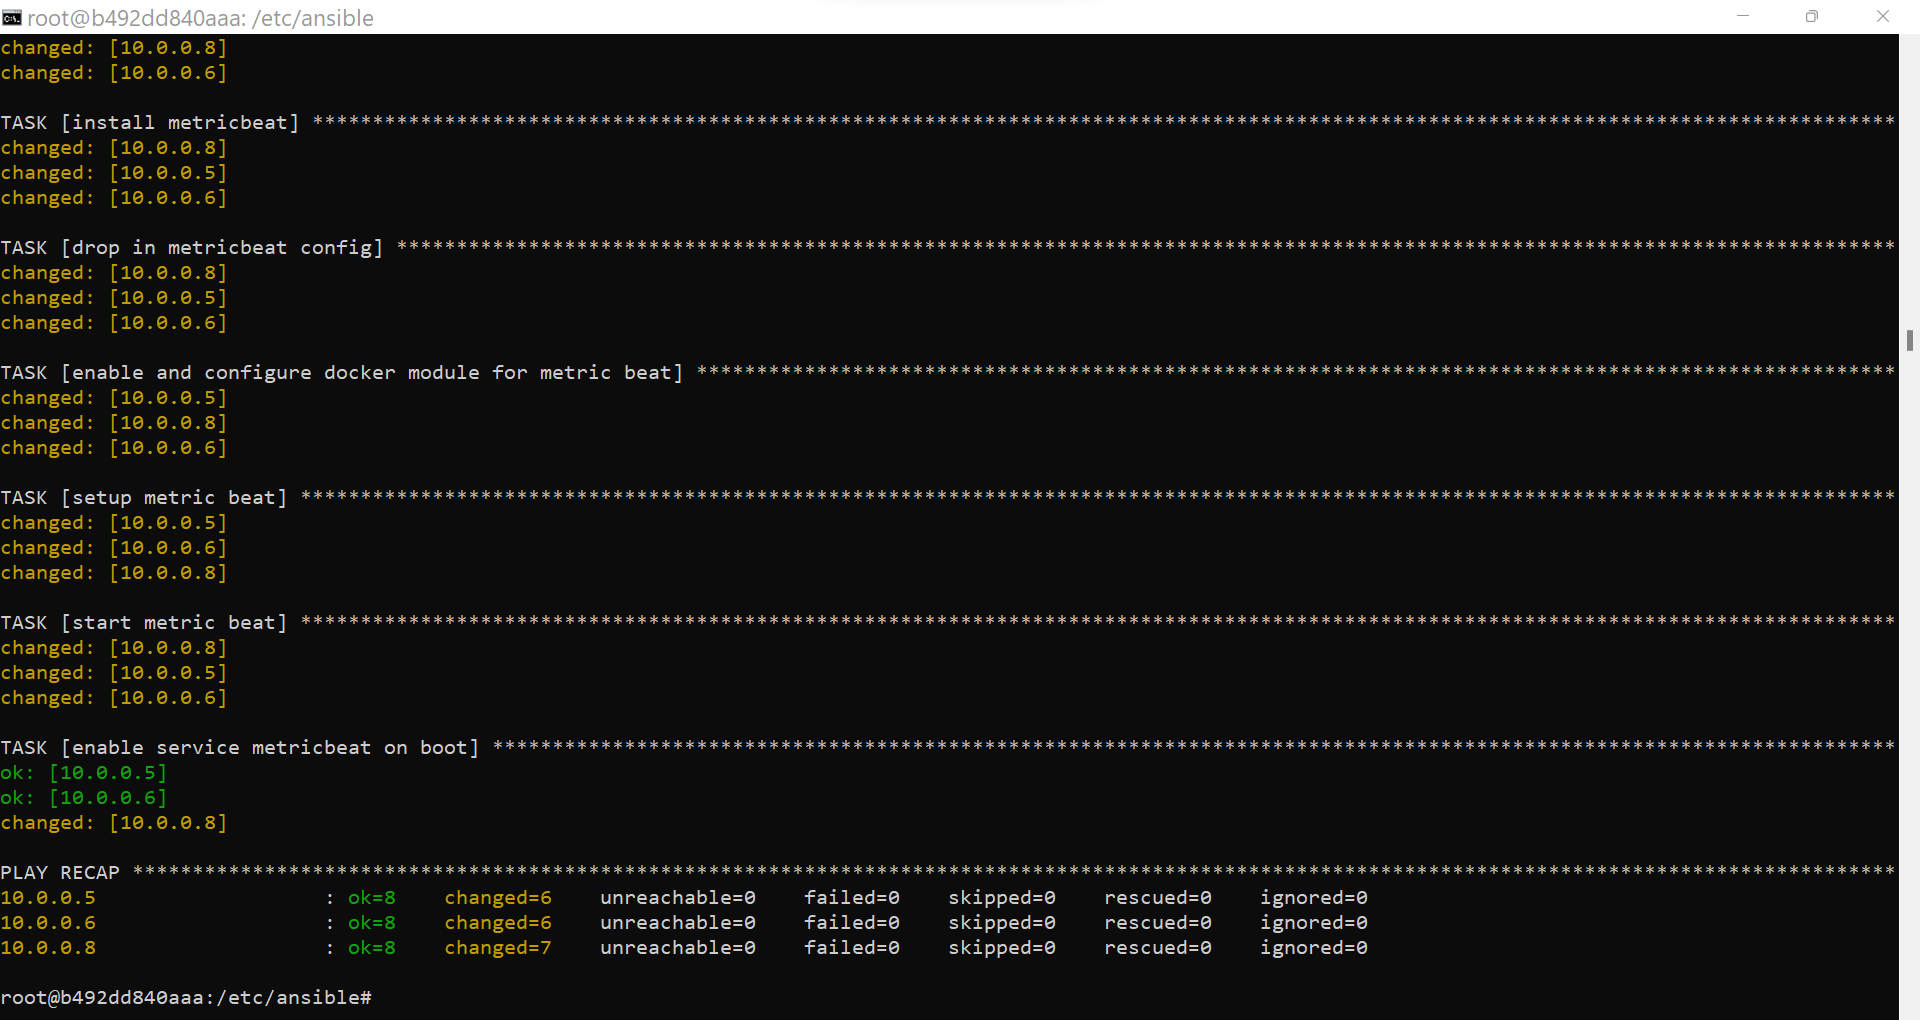 root@b492dd840aaa: /etc/ansible
changed: [10.0.0.8]
changed: [10.0.0.6]
TASK [install metricbeat] ************************************************************************************************************************************
changed: [10.0.0.8]
changed: [10.0.0.5]
changed: [10.0.0.6]
TASK [drop in metricbeat config] *****************************************************************************************************************************
changed: [10.0.0.8]
changed: [10.0.0.5]
changed: [10.0.0.6]
TASK [enable and configure docker module for metric beat] ****************************************************************************************************
changed: [10.0.0.5]
changed: [10.0.0.8]
changed: [10.0.0.6]
TASK [setup metric beat] *************************************************************************************************************************************
changed: [10.0.0.5]
changed: [10.0.0.6]
changed: [10.0.0.8]
TASK [start metric beat] *************************************************************************************************************************************
changed: [10.0.0.8]
changed: [10.0.0.5]
changed: [10.0.0.6]
TASK [enable service metricbeat on boot] *********************************************************************************************************************
ok: [10.0.0.5]
ok: [10.0.0.6]
changed: [10.0.0.8]
PLAY RECAP ***************************************************************************************************************************************************
10.0.0.5                   : ok=8    changed=6    unreachable=0    failed=0    skipped=0    rescued=0    ignored=0
10.0.0.6                   : ok=8    changed=6    unreachable=0    failed=0    skipped=0    rescued=0    ignored=0
10.0.0.8                   : ok=8    changed=7    unreachable=0    failed=0    skipped=0    rescued=0    ignored=0
root@b492dd840aaa:/etc/ansible#